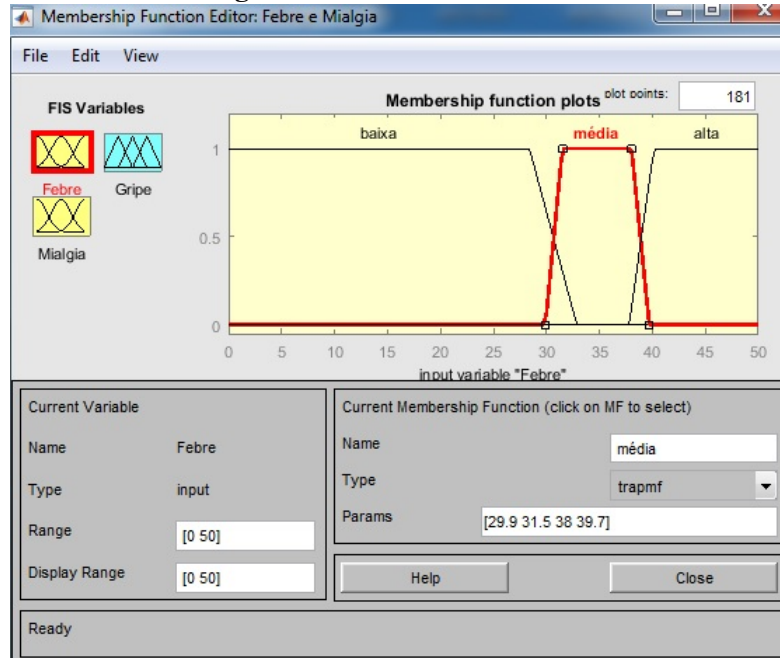 Membership Function Editor: Febre e Mialgia
File Edit View
FIS Variables
Febre
Gripe
Mialgia
Membership function plots
plot points:
181
baixa
média
alta
1
0.5
0
0 5 10 15 20 25 30 35 40 45 50
input variable "Febre"
Current Variable
Name Febre
Type input
Range [0 50]
Display Range [0 50]
Current Membership Function (click on MF to select)
Name média
Type trapmf
Params [29.9 31.5 38 39.7]
Help Close
Ready